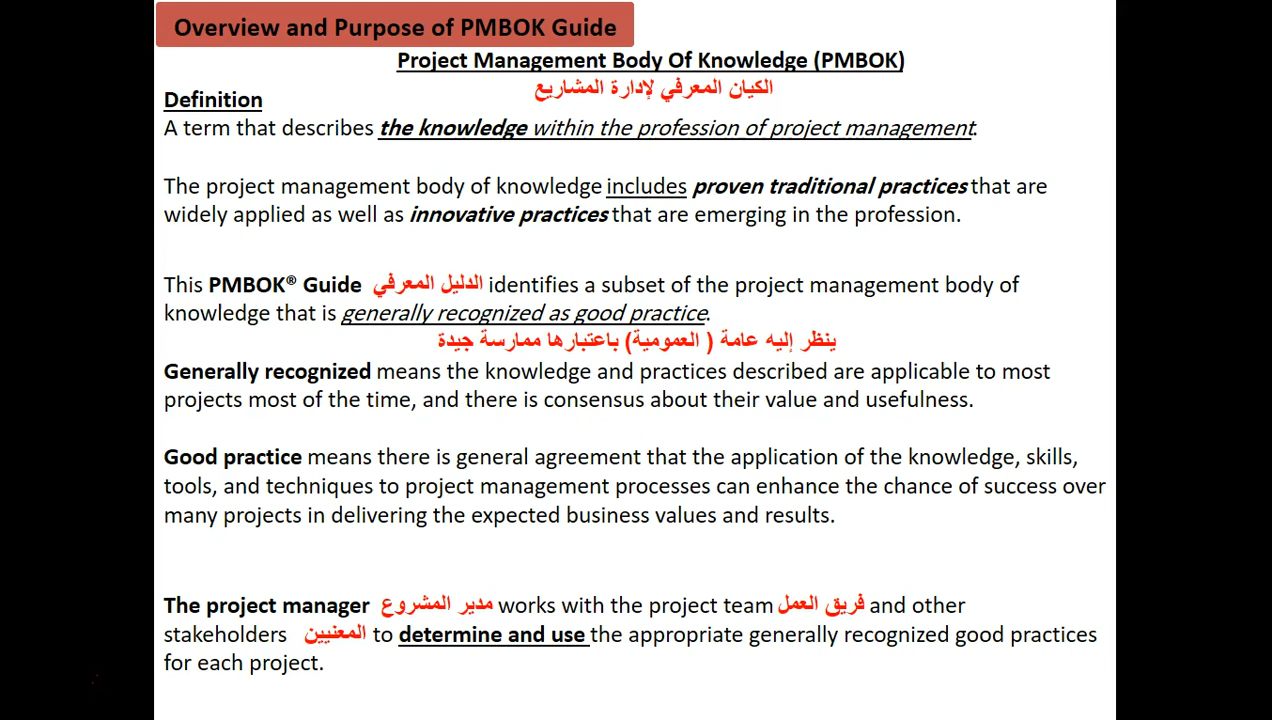 Overview and Purpose of PMBOK Guide
Project Management Body Of Knowledge (PMBOK)
الكيان المعرفي لإدارة المشاريع
Definition
A term that describes the knowledge within the profession of project management.
The project management body of knowledge includes proven traditional practices that are
widely applied as well as innovative practices that are emerging in the profession.
This PMBOK® Guide الدليل المعرفي identifies a subset of the project management body of
knowledge that is generally recognized as good practice.
ينظر إليه عامة ( العمومية) باعتبارها ممارسة جيدة
Generally recognized means the knowledge and practices described are applicable to most
projects most of the time, and there is consensus about their value and usefulness.
Good practice means there is general agreement that the application of the knowledge, skills,
tools, and techniques to project management processes can enhance the chance of success over
many projects in delivering the expected business values and results.
The project manager مدير المشروع works with the project team فريق العمل and other
stakeholders المعنيين to determine and use the appropriate generally recognized good practices
for each project.